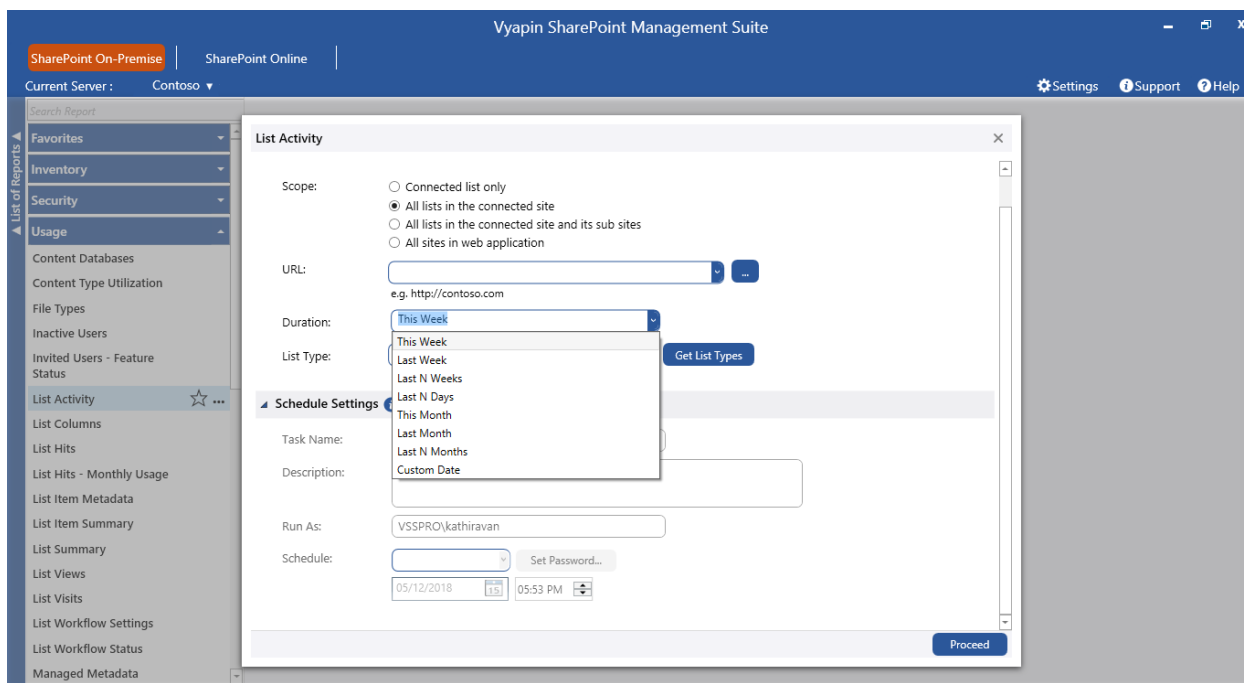 Vyapin SharePoint Management Suite
X
SharePoint On-Premise
SharePoint Online
Current Server :
Contoso
Settings
Support
Help
List of Reports
Search Report
Favorites
Inventory
Security
Usage
Content Databases
Content Type Utilization
File Types
Inactive Users
Invited Users - Feature
Status
List Activity
...
List Columns
List Hits
List Hits - Monthly Usage
List Item Metadata
List Item Summary
List Summary
List Views
List Visits
List Workflow Settings
List Workflow Status
Managed Metadata
List Activity
Scope:
Connected list only
All lists in the connected site
All lists in the connected site and its sub sites
All sites in web application
URL:
...
e.g. http://contoso.com
Duration:
This Week
This Week
Last Week
Last N Weeks
Last N Days
This Month
Last Month
Last N Months
Custom Date
List Type:
Get List Types
Schedule Settings
Task Name:
Description:
Run As:
VSSPRO\kathiravan
Schedule:
Set Password...
05/12/2018
15
05:53 PM
Proceed